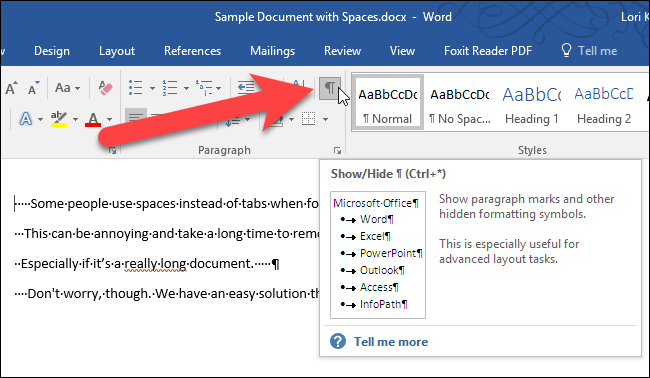 Sample Document with Spaces.docx - Word
Lori K
Design Layout References Mailings Review View Foxit Reader PDF Tell me
Aa
A A
AaBbCcDc AaBbCcDc AaBbCc AaBbCcD
¶ Normal ¶ No Spac... Heading 1 Heading 2
Paragraph Styles
Show/Hide ¶ (Ctrl+*)
Microsoft·Office¶
Word¶
Excel¶
PowerPoint¶
Outlook¶
Access¶
InfoPath¶
Show paragraph marks and other
hidden formatting symbols.
This is especially useful for
advanced layout tasks.
Tell me more
····Some·people·use·spaces·instead·of·tabs·when·fo
···This·can·be·annoying·and·take·a·long·time·to·remo
··Especially·if·it's·a·really·long·document.·····¶
····Don't·worry,·though.·We·have·an·easy·solution·th